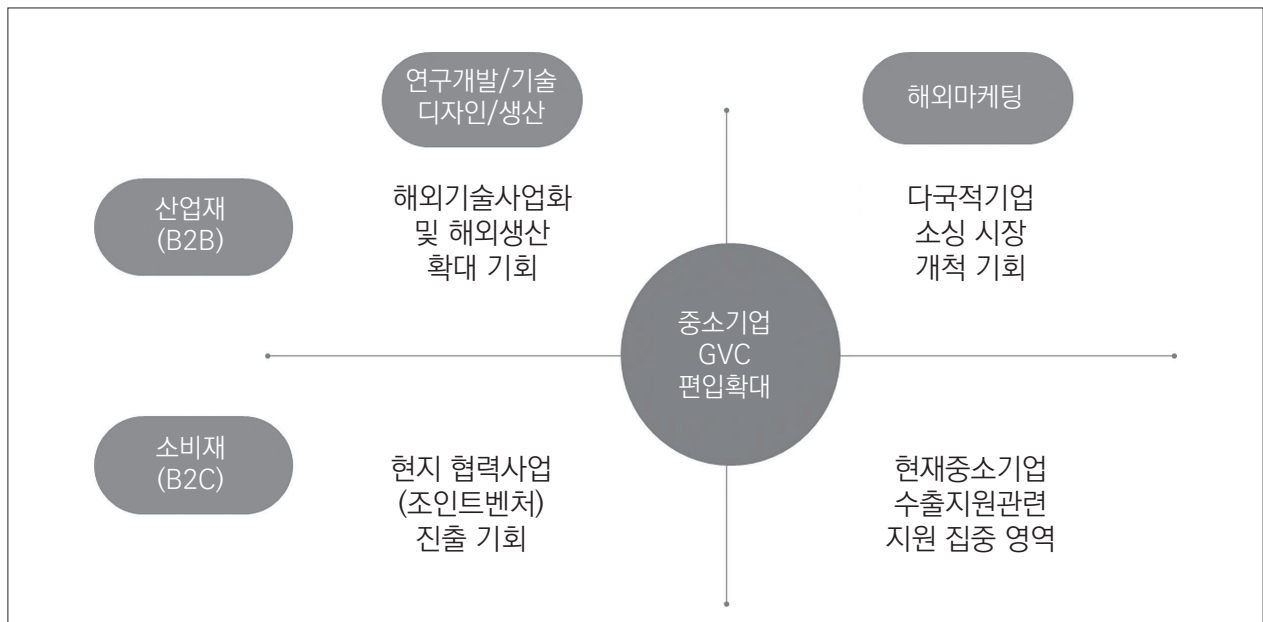 연구개발/기술
디자인/생산
해외마케팅
산업재
(B2B)
해외기술사업화
및 해외생산
확대 기회
다국적기업
소싱 시장
개척 기회
중소기업
GVC
편입확대
소비재
(B2C)
현지 협력사업
(조인트벤처)
진출 기회
현재중소기업
수출지원관련
지원 집중 영역